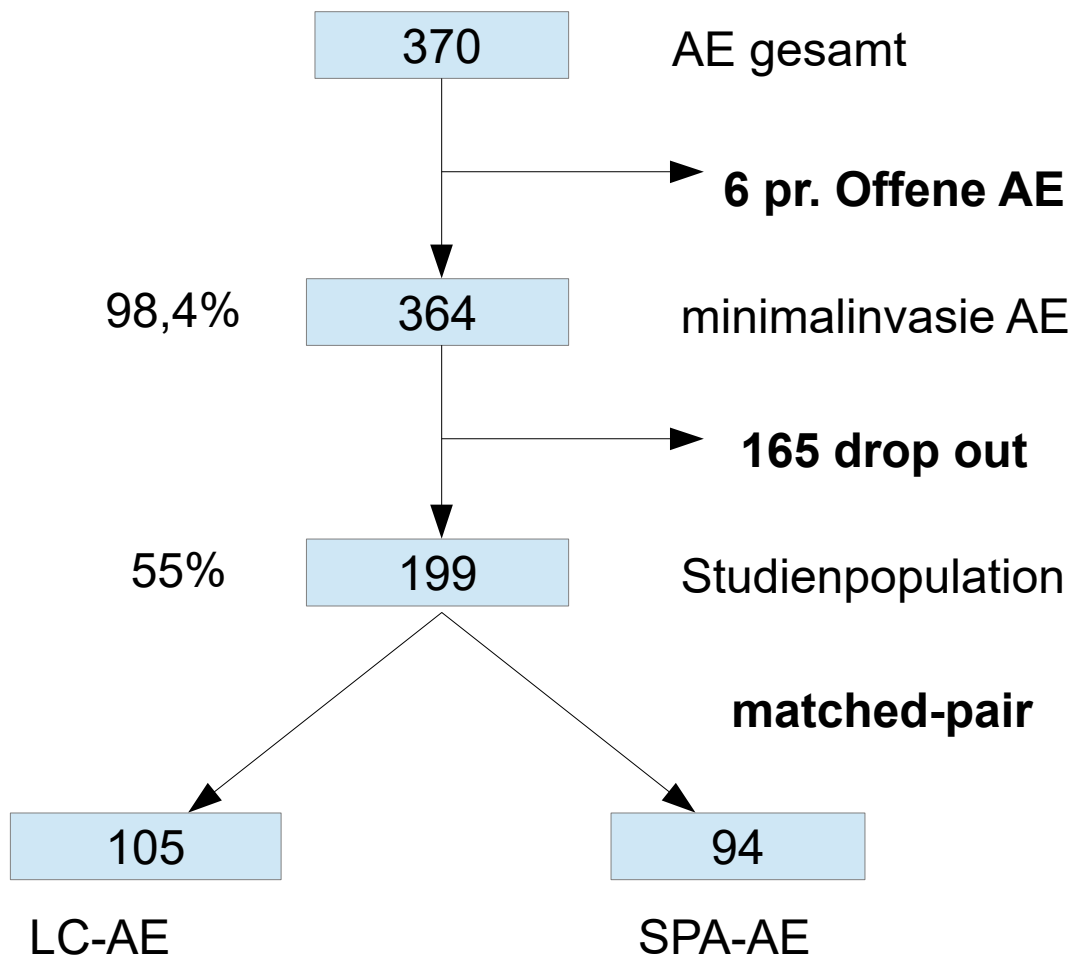 370
AE gesamt
6 pr. Offene AE
98,4%
364
minimalinvasie AE
165 drop out
55%
199
Studienpopulation
matched-pair
105
94
LC-AE
SPA-AE